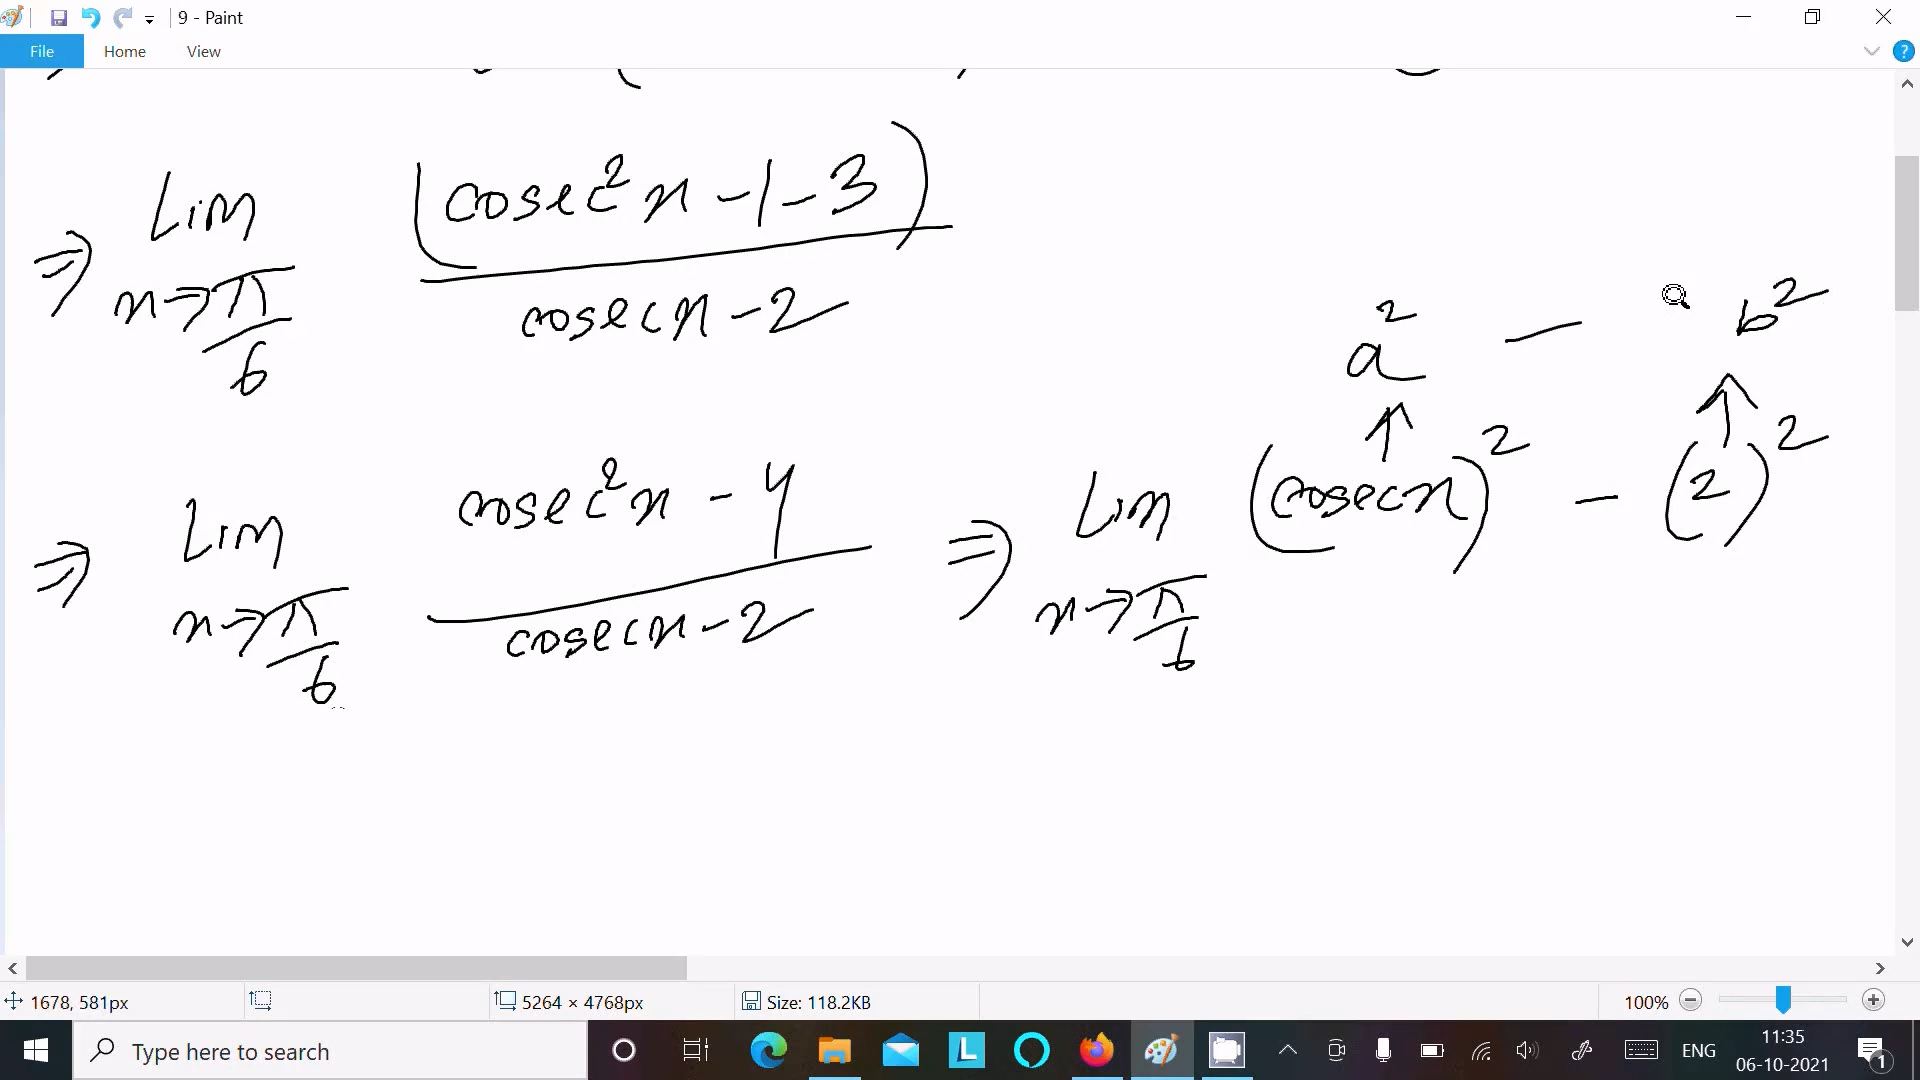 9 - Paint
File Home View
⇒ Lim (cosec²x - 1 - 3)
x→π/6 cosecx - 2
a² — b²
↑ ↑
⇒ Lim cosec²x - 4 ⇒ Lim (cosecx)² - (2)²
x→π/6 cosecx - 2 x→π/6
1678, 581px 5264 × 4768px Size: 118.2KB 100%
Type here to search
L
ENG
11:35
06-10-2021
1